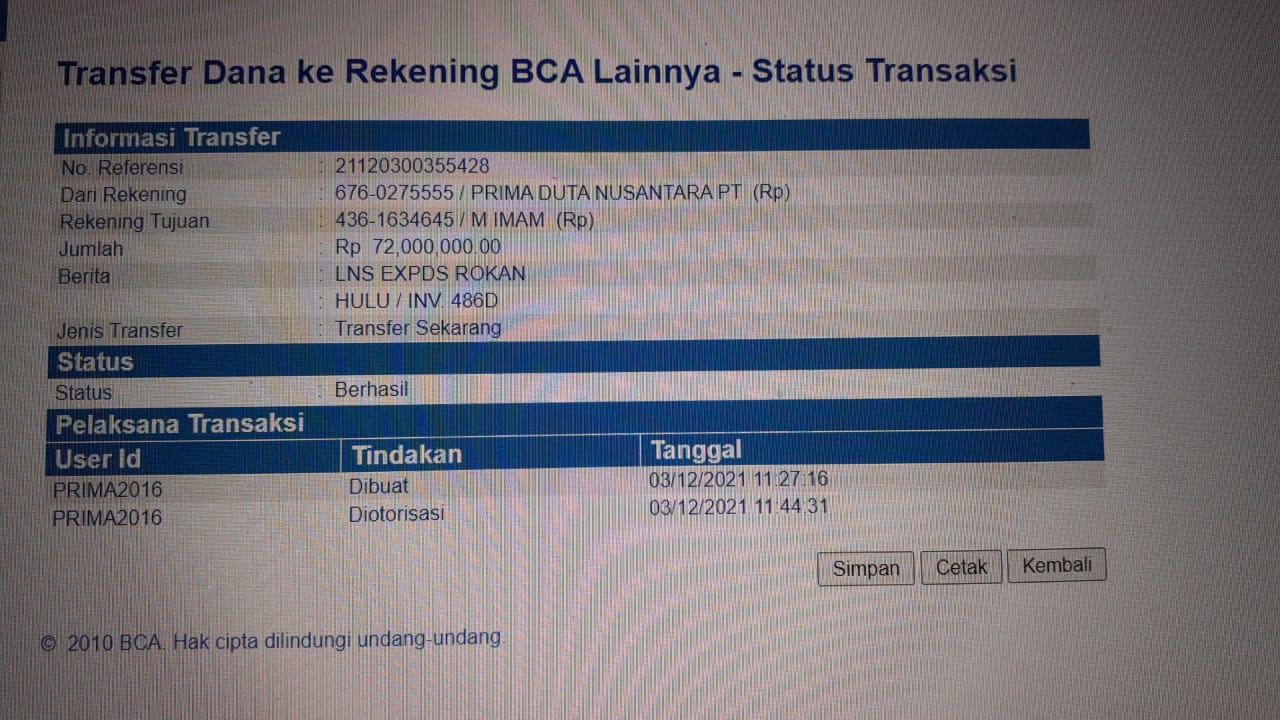 Transfer Dana ke Rekening BCA Lainnya - Status Transaksi
Informasi Transfer
No. Referensi : 21120300355428
Dari Rekening : 676-0275555 / PRIMA DUTA NUSANTARA PT (Rp)
Rekening Tujuan : 436-1634645 / M IMAM (Rp)
Jumlah : Rp 72,000,000.00
Berita : LNS EXPDS ROKAN
: HULU / INV. 486D
Jenis Transfer : Transfer Sekarang
Status
Status : Berhasil
Pelaksana Transaksi
User Id Tindakan Tanggal
PRIMA2016 Dibuat 03/12/2021 11:27:16
PRIMA2016 Diotorisasi 03/12/2021 11:44:31
Simpan Cetak Kembali
© 2010 BCA. Hak cipta dilindungi undang-undang.